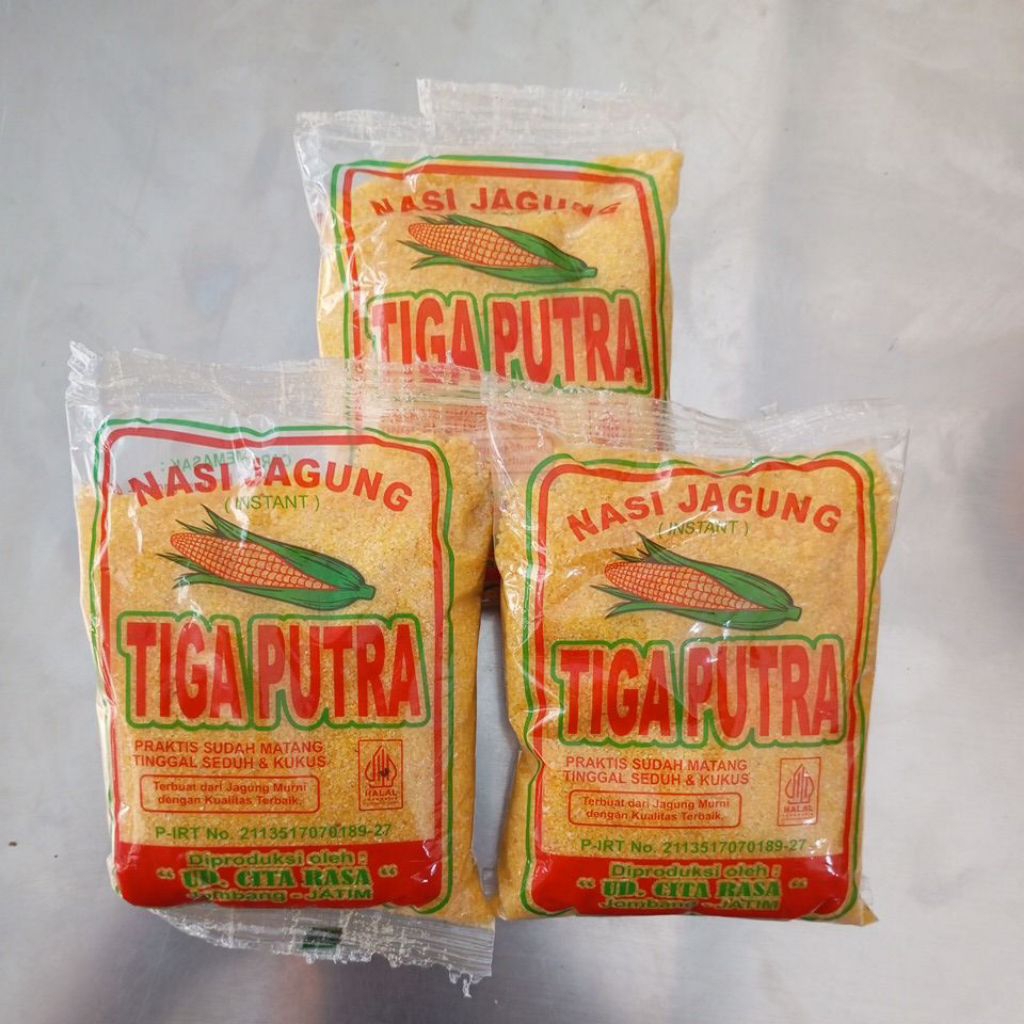 NASI JAGUNG
TIGA PUTRA
NASI JAGUNG
( INSTANT )
TIGA PUTRA
PRAKTIS SUDAH MATANG
TINGGAL SEDUH & KUKUS
HALAL
Terbuat dari Jagung Murni
dengan Kualitas Terbaik.
P-IRT No. 2113517070189-27
Diproduksi oleh :
“ UD. CITA RASA “
Jombang - JATIM
NASI JAGUNG
( INSTANT )
TIGA PUTRA
PRAKTIS SUDAH MATANG
TINGGAL SEDUH & KUKUS
HALAL
Terbuat dari Jagung Murni
dengan Kualitas Terbaik.
P-IRT No. 2113517070189-27
Diproduksi oleh :
“ UD. CITA RASA “
Jombang - JATIM